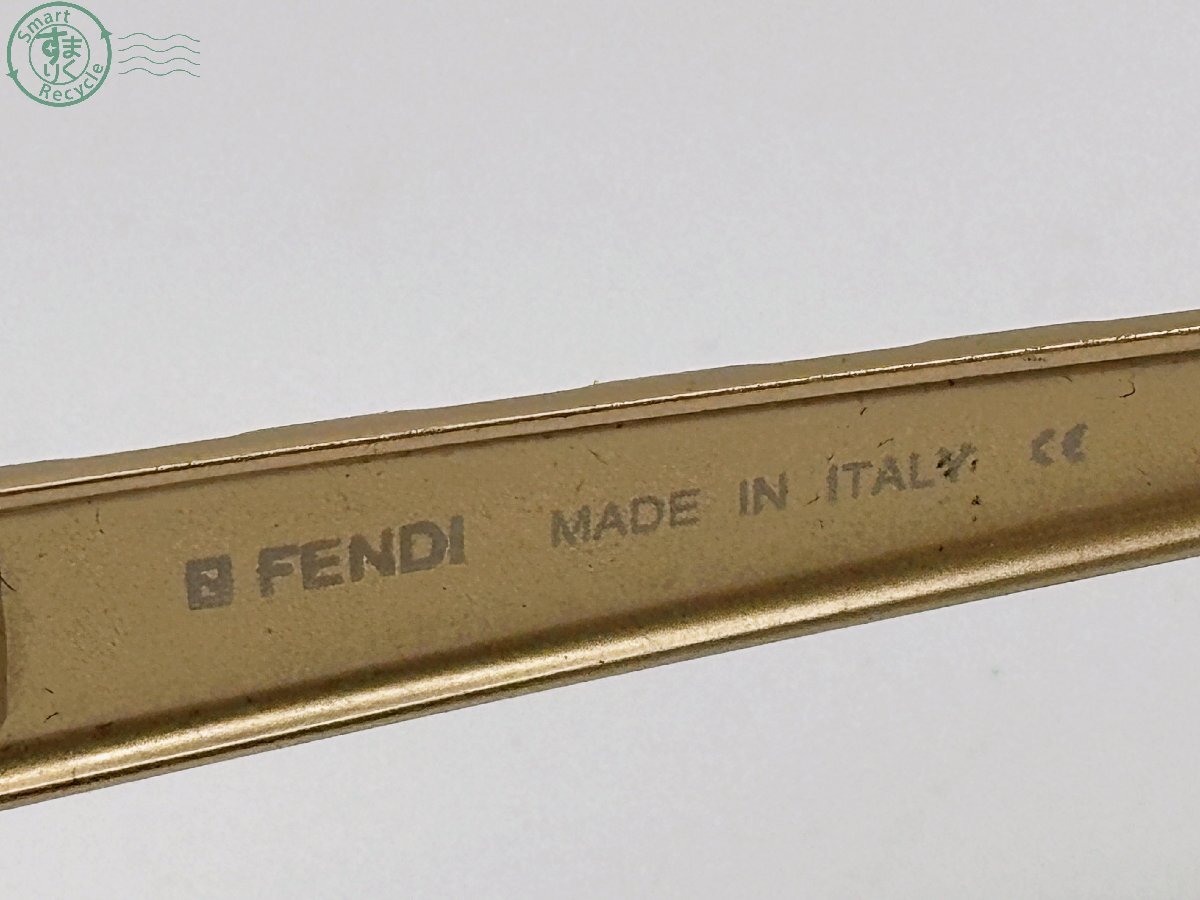 Smart
すまりく
Recycle
FENDI MADE IN ITALY CE